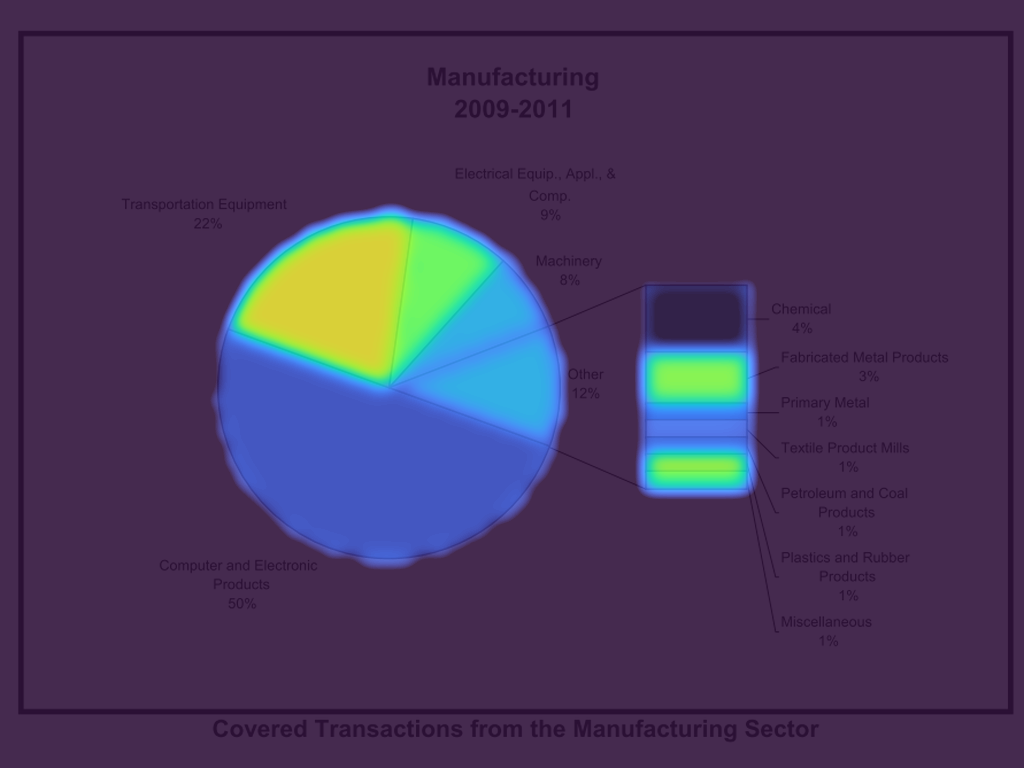 Manufacturing
2009-2011
Electrical Equip., Appl., &
Comp.
9%
Transportation Equipment
22%
Machinery
8%
Chemical
4%
Fabricated Metal Products
3%
Other
12%
Primary Metal
1%
Textile Product Mills
1%
Petroleum and Coal
Products
1%
Plastics and Rubber
Products
1%
Computer and Electronic
Products
50%
Miscellaneous
1%
Covered Transactions from the Manufacturing Sector